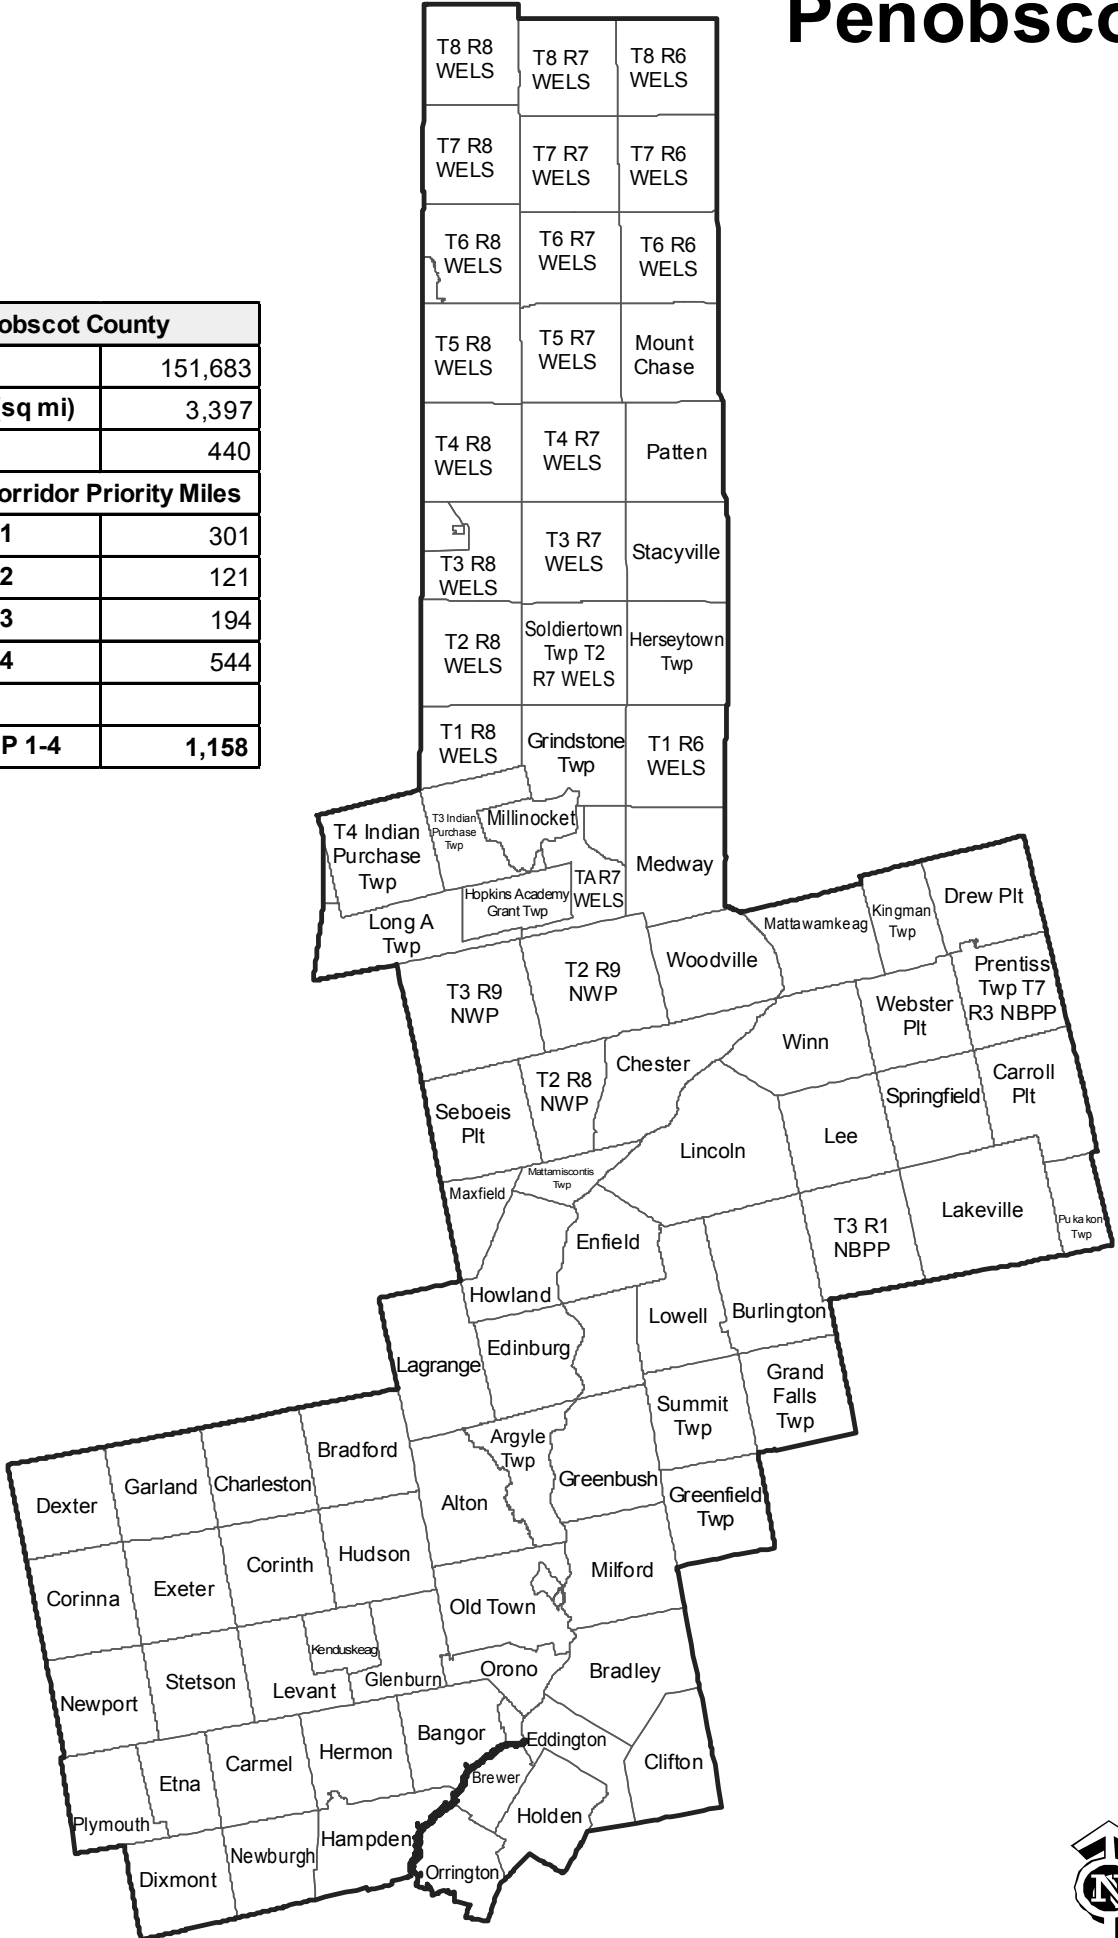 Penobsco
T8 R8
WELS
T8 R7
WELS
T8 R6
WELS
T7 R8
WELS
T7 R7
WELS
T7 R6
WELS
T6 R8
WELS
T6 R7
WELS
T6 R6
WELS
obscot County
151,683
(sq mi) 3,397
440
orridor Priority Miles
1 301
2 121
3 194
4 544
P 1-4 1,158
T5 R8
WELS
T5 R7
WELS
Mount
Chase
T4 R8
WELS
T4 R7
WELS
Patten
T3 R8
WELS
T3 R7
WELS
Stacyville
T2 R8
WELS
Soldiertown
Twp T2
R7 WELS
Herseytown
Twp
T1 R8
WELS
Grindstone
Twp
T1 R6
WELS
T4 Indian
Purchase
Twp
T3 Indian
Purchase
Twp
Millinocket
Medway
Hopkins Academy
Grant Twp
TA R7
WELS
Long A
Twp
Mattawamkeag
Kingman
Twp
Drew Plt
T3 R9
NWP
T2 R9
NWP
Woodville
Prentiss
Twp T7
R3 NBPP
Webster
Plt
Winn
Chester
T2 R8
NWP
Seboeis
Plt
Springfield
Carroll
Plt
Lincoln
Lee
Mattamiscontis
Twp
Maxfield
Enfield
T3 R1
NBPP
Lakeville
Pukakon
Twp
Howland
Lowell
Burlington
Edinburg
Lagrange
Grand
Falls
Twp
Summit
Twp
Argyle
Twp
Greenbush
Greenfield
Twp
Bradford
Charleston
Garland
Dexter
Alton
Hudson
Corinth
Exeter
Corinna
Milford
Old Town
Kenduskeag
Glenburn
Orono
Bradley
Levant
Stetson
Newport
Bangor
Eddington
Hermon
Carmel
Etna
Plymouth
Brewer
Clifton
Holden
Hampden
Newburgh
Dixmont
Orrington
N